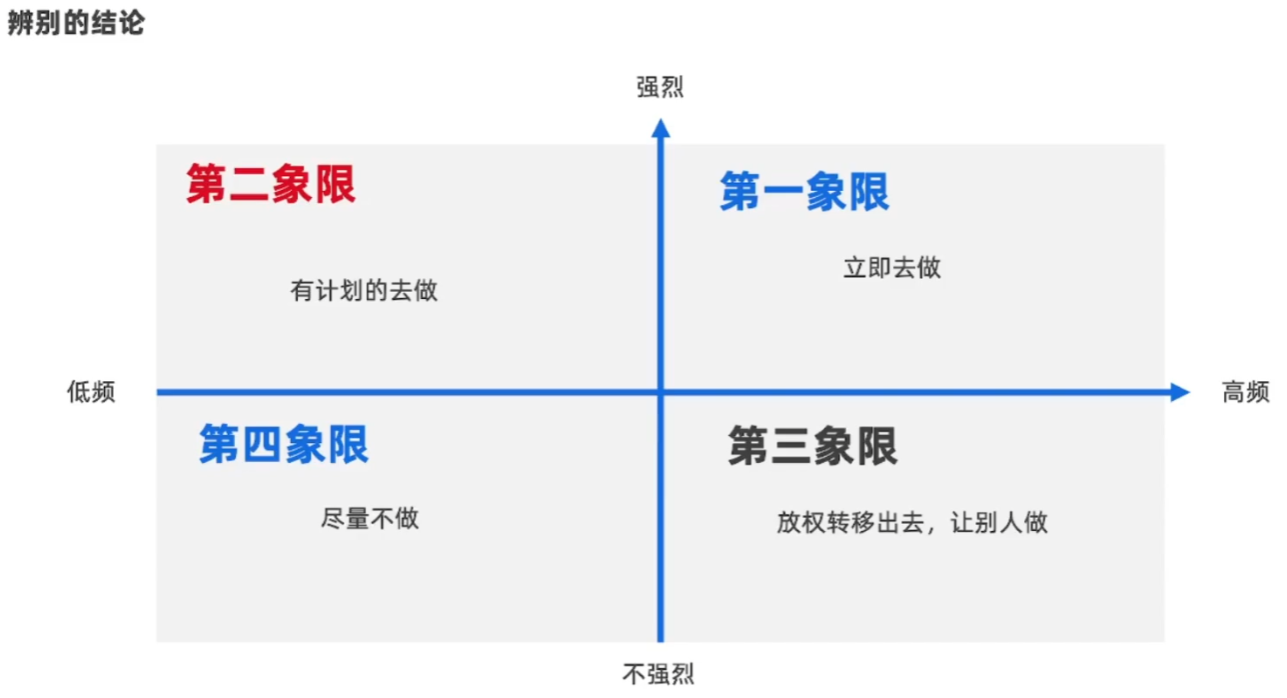 辨别的结论
强烈
第二象限
第一象限
有计划的去做
立即去做
低频
高频
第四象限
第三象限
尽量不做
放权转移出去，让别人做
不强烈